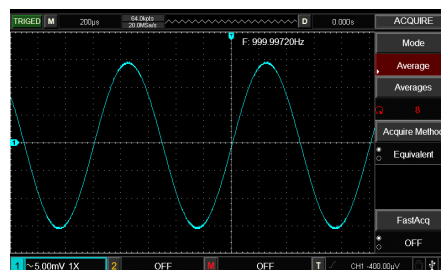 TRIGED M 200μs 64.0kpts 20.0MSa/s D 0.000s ACQUIRE
F: 999.99720Hz
T
Mode
Average
Averages
8
Acquire Method
Equivalent
FastAcq
OFF
1 ~5.00mV 1X 2 OFF M OFF T CH1 -400.00μV